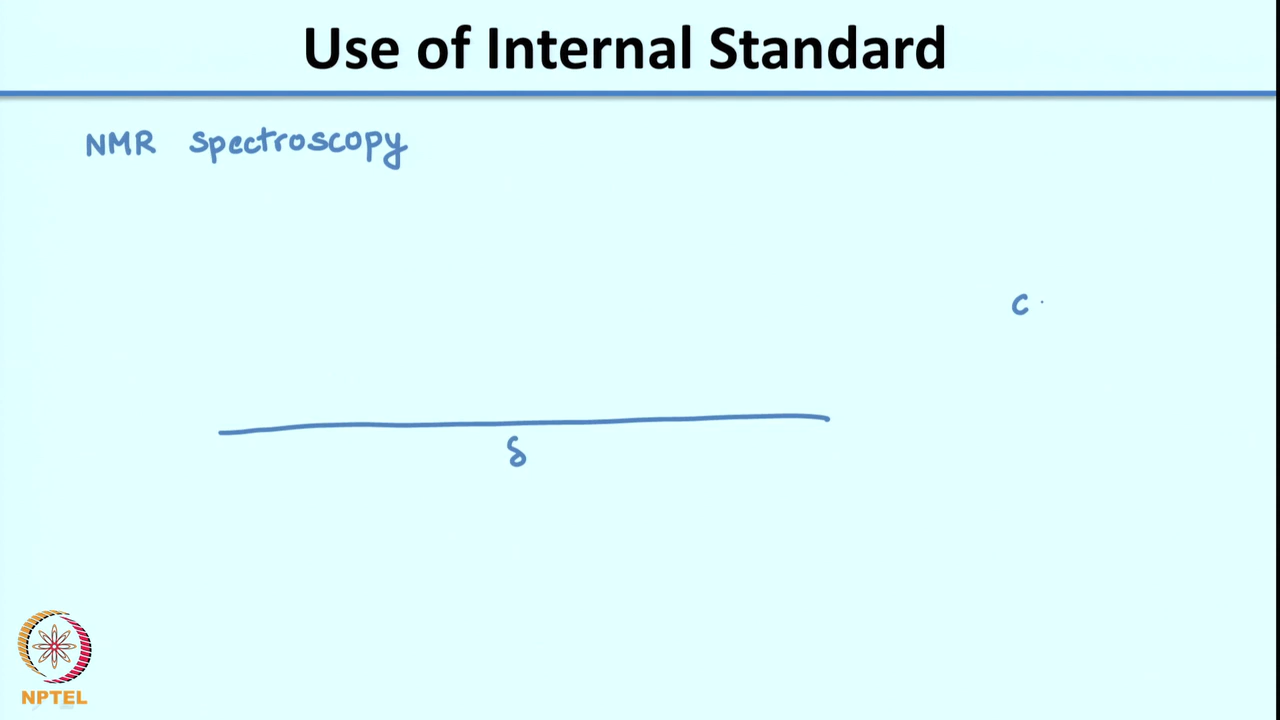 Use of Internal Standard
NMR spectroscopy
C
δ
NPTEL